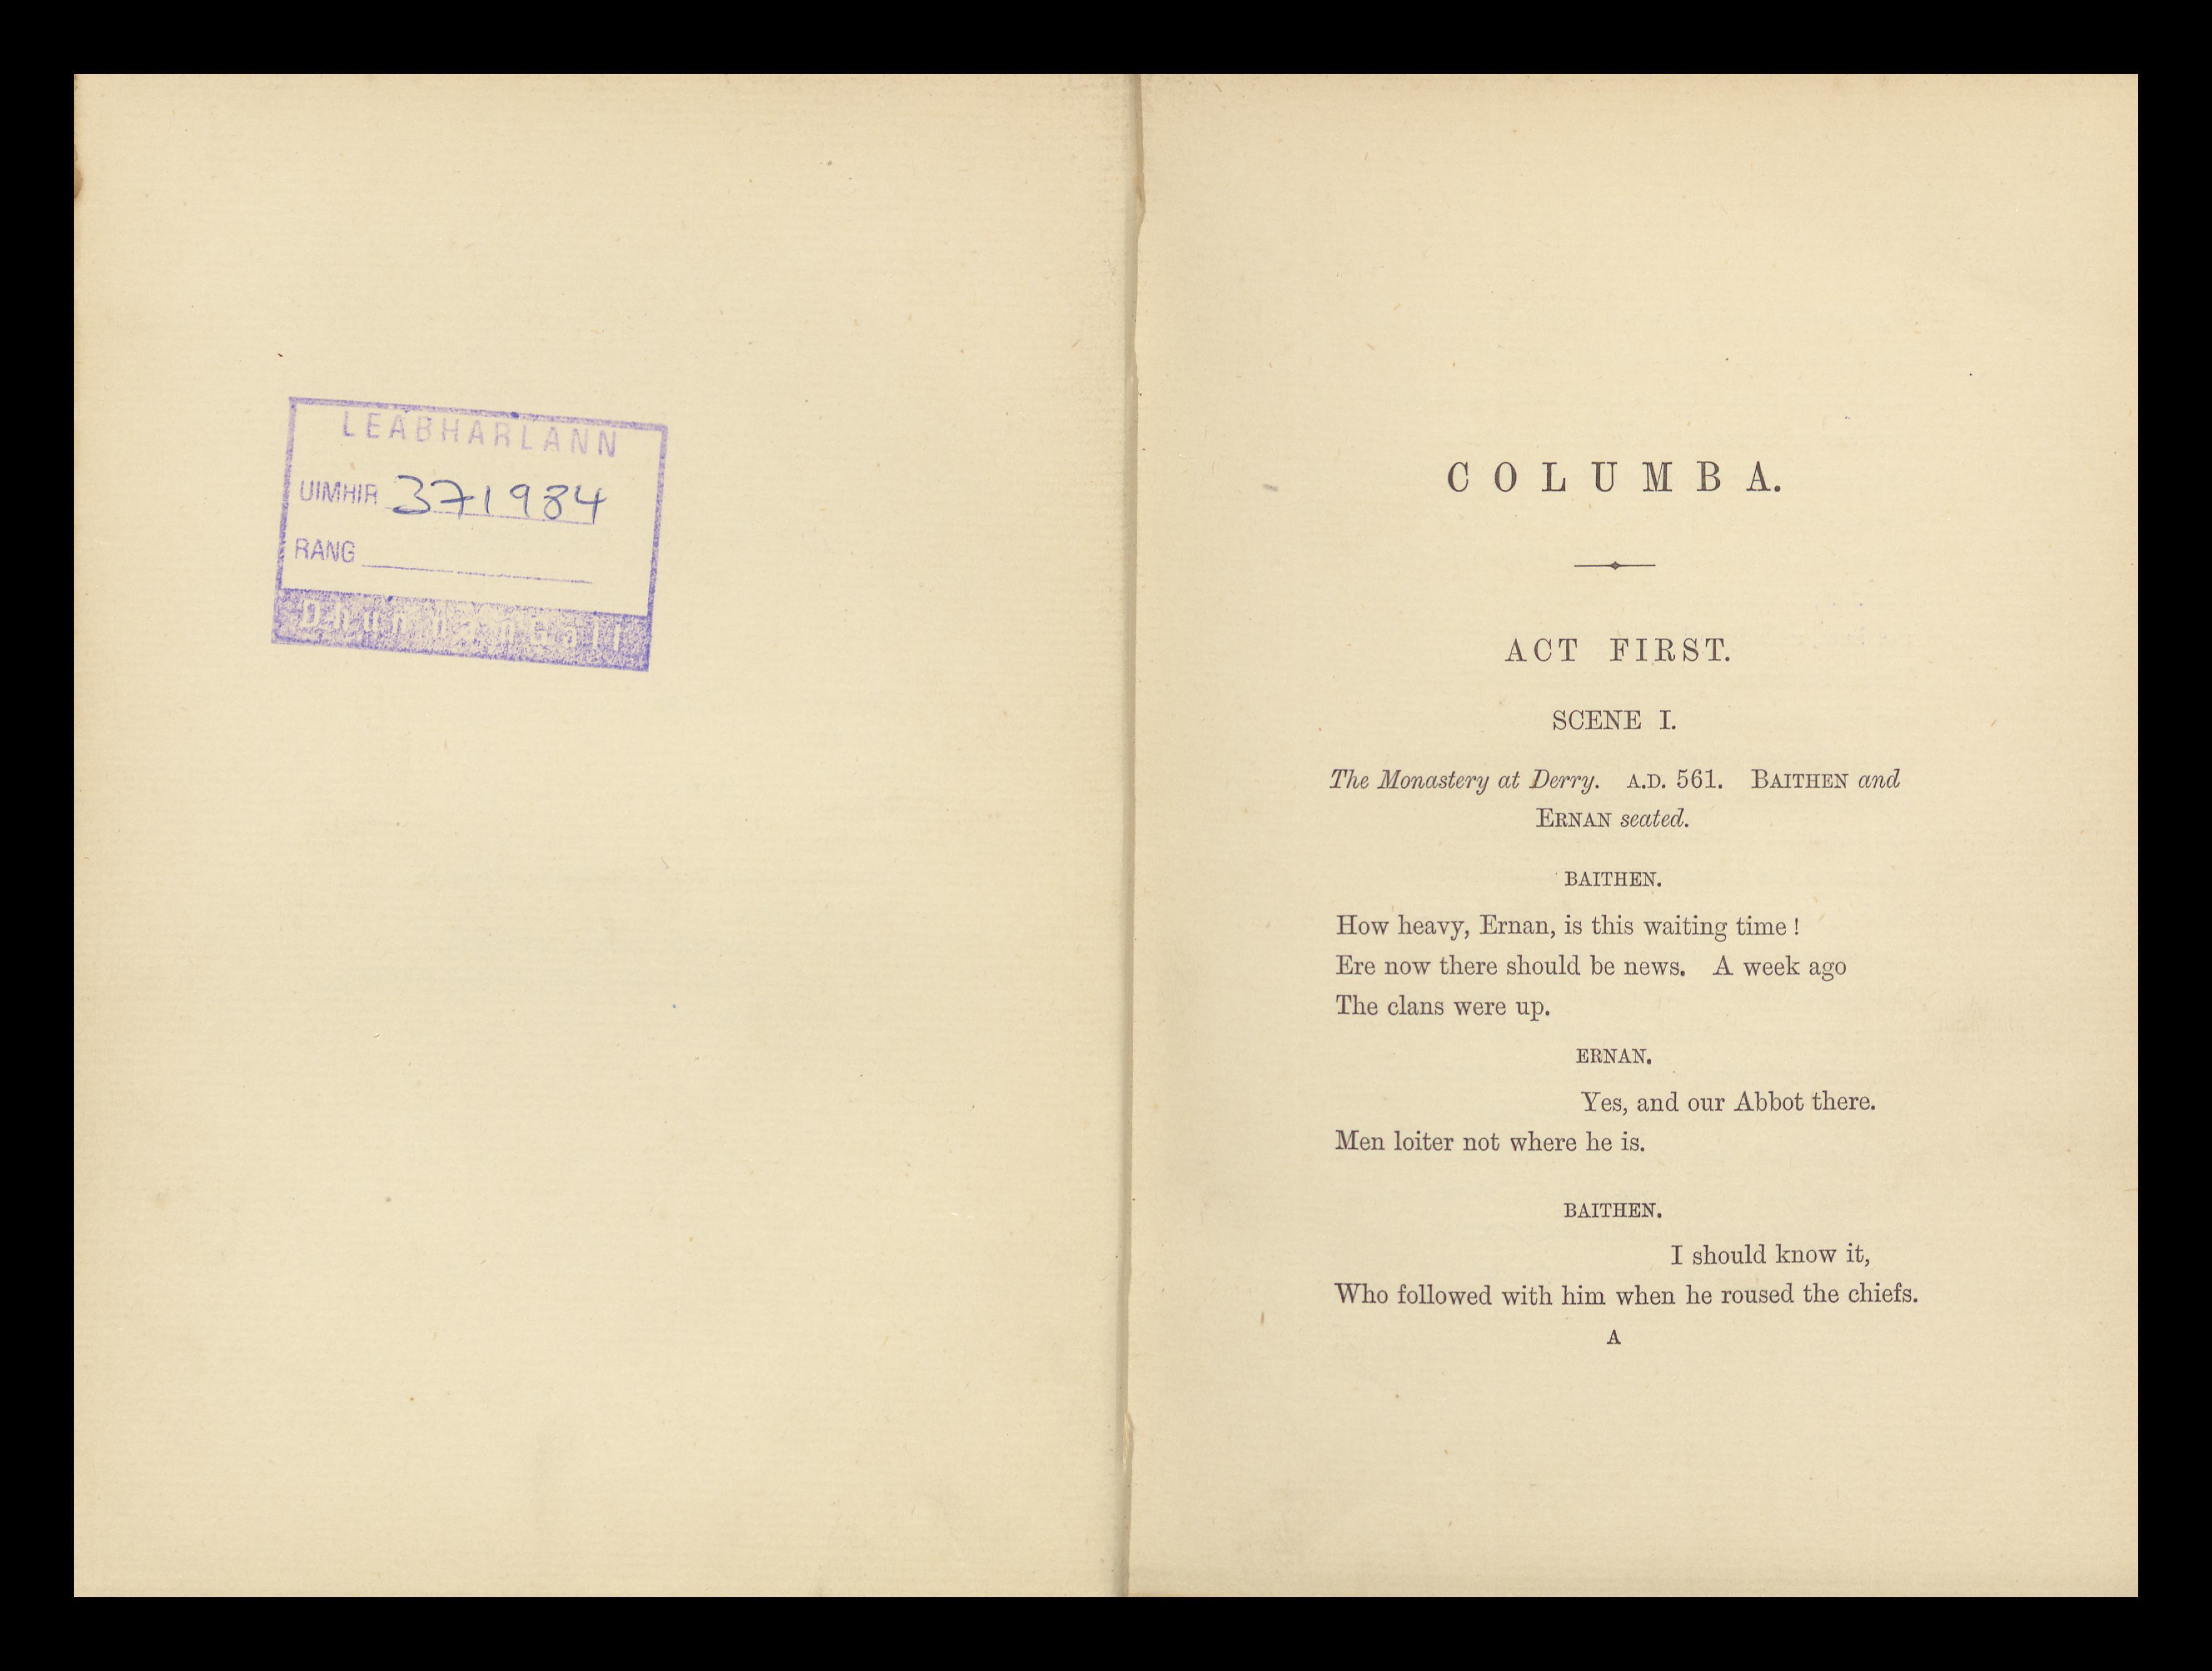 LEABHARLANN
UIMHIR 371984
RANG
Dhun na nGall
COLUMBA.
ACT FIRST.
SCENE I.
The Monastery at Derry. A.D. 561. BAITHEN and
ERNAN seated.
BAITHEN.
How heavy, Ernan, is this waiting time !
Ere now there should be news. A week ago
The clans were up.
ERNAN.
Yes, and our Abbot there.
Men loiter not where he is.
BAITHEN.
I should know it,
Who followed with him when he roused the chiefs.
A